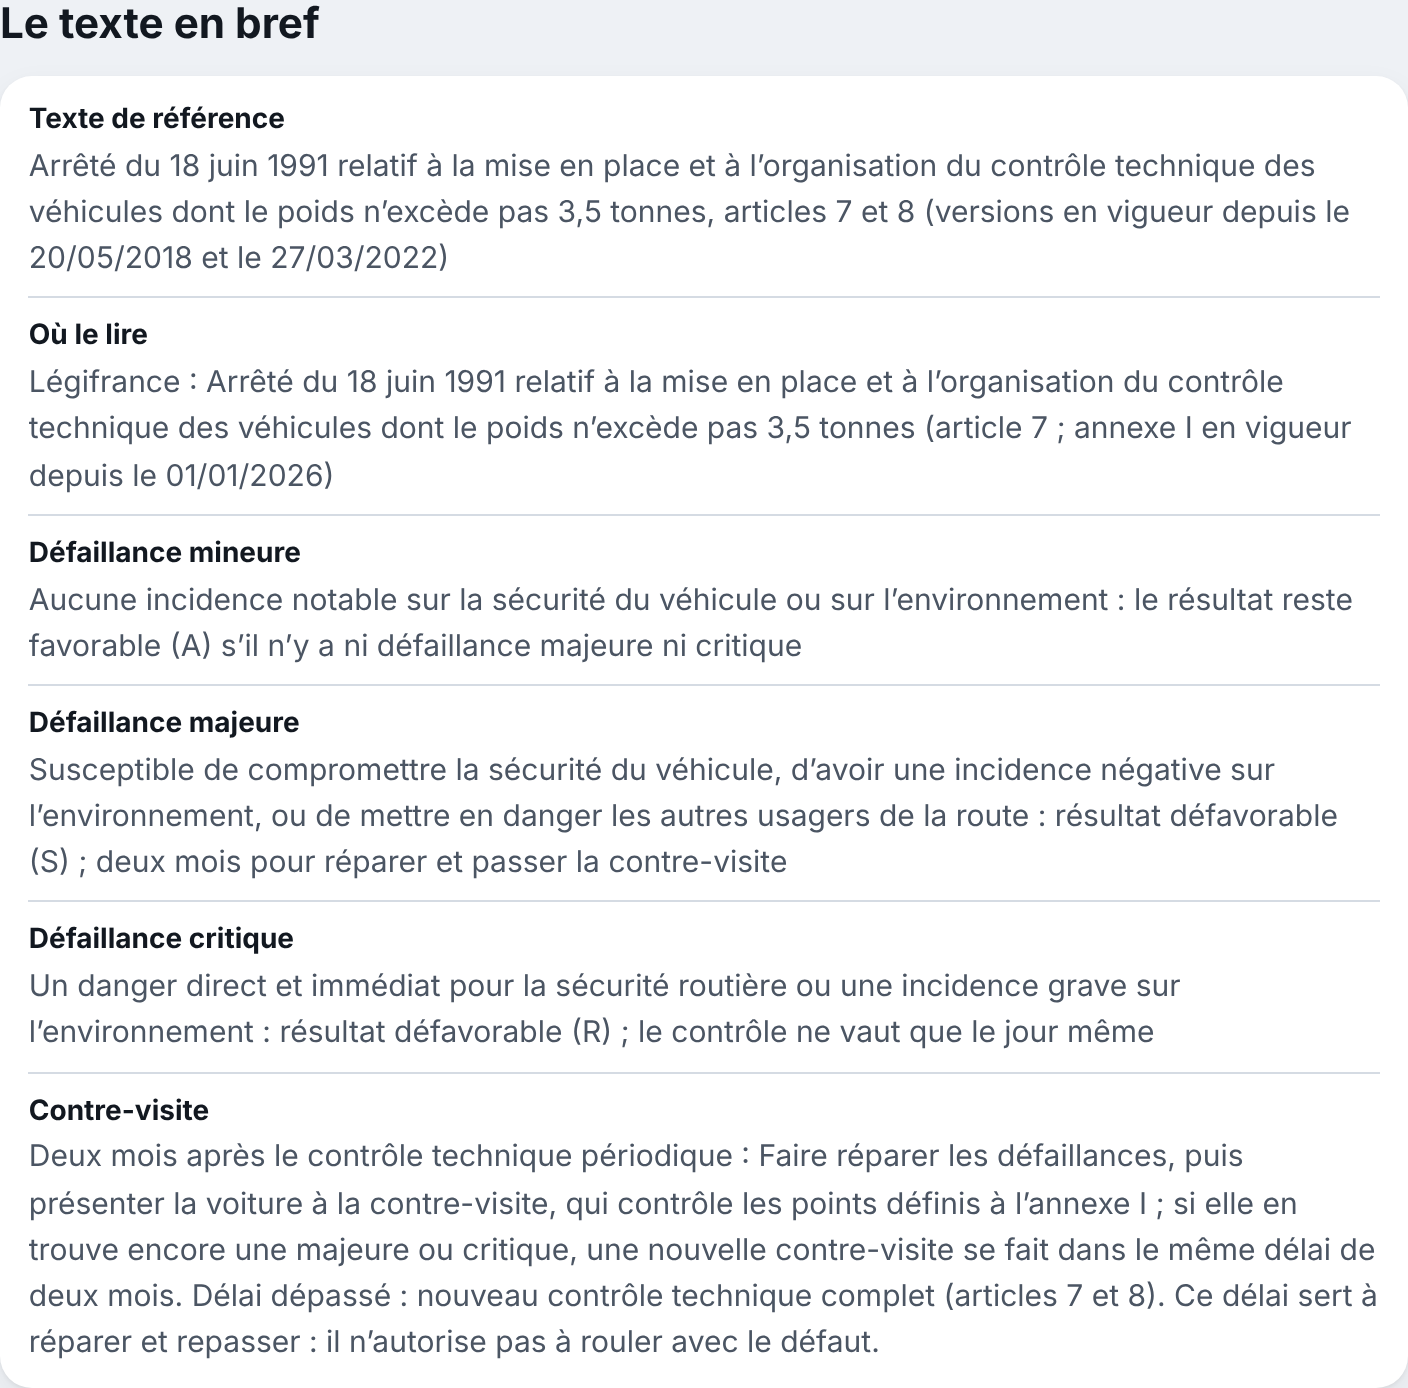 Le texte en bref
Texte de référence
Arrêté du 18 juin 1991 relatif à la mise en place et à l’organisation du contrôle technique des
véhicules dont le poids n’excède pas 3,5 tonnes, articles 7 et 8 (versions en vigueur depuis le
20/05/2018 et le 27/03/2022)
Où le lire
Légifrance : Arrêté du 18 juin 1991 relatif à la mise en place et à l’organisation du contrôle
technique des véhicules dont le poids n’excède pas 3,5 tonnes (article 7 ; annexe I en vigueur
depuis le 01/01/2026)
Défaillance mineure
Aucune incidence notable sur la sécurité du véhicule ou sur l’environnement : le résultat reste
favorable (A) s’il n’y a ni défaillance majeure ni critique
Défaillance majeure
Susceptible de compromettre la sécurité du véhicule, d’avoir une incidence négative sur
l’environnement, ou de mettre en danger les autres usagers de la route : résultat défavorable
(S) ; deux mois pour réparer et passer la contre-visite
Défaillance critique
Un danger direct et immédiat pour la sécurité routière ou une incidence grave sur
l’environnement : résultat défavorable (R) ; le contrôle ne vaut que le jour même
Contre-visite
Deux mois après le contrôle technique périodique : Faire réparer les défaillances, puis
présenter la voiture à la contre-visite, qui contrôle les points définis à l’annexe I ; si elle en
trouve encore une majeure ou critique, une nouvelle contre-visite se fait dans le même délai de
deux mois. Délai dépassé : nouveau contrôle technique complet (articles 7 et 8). Ce délai sert à
réparer et repasser : il n’autorise pas à rouler avec le défaut.